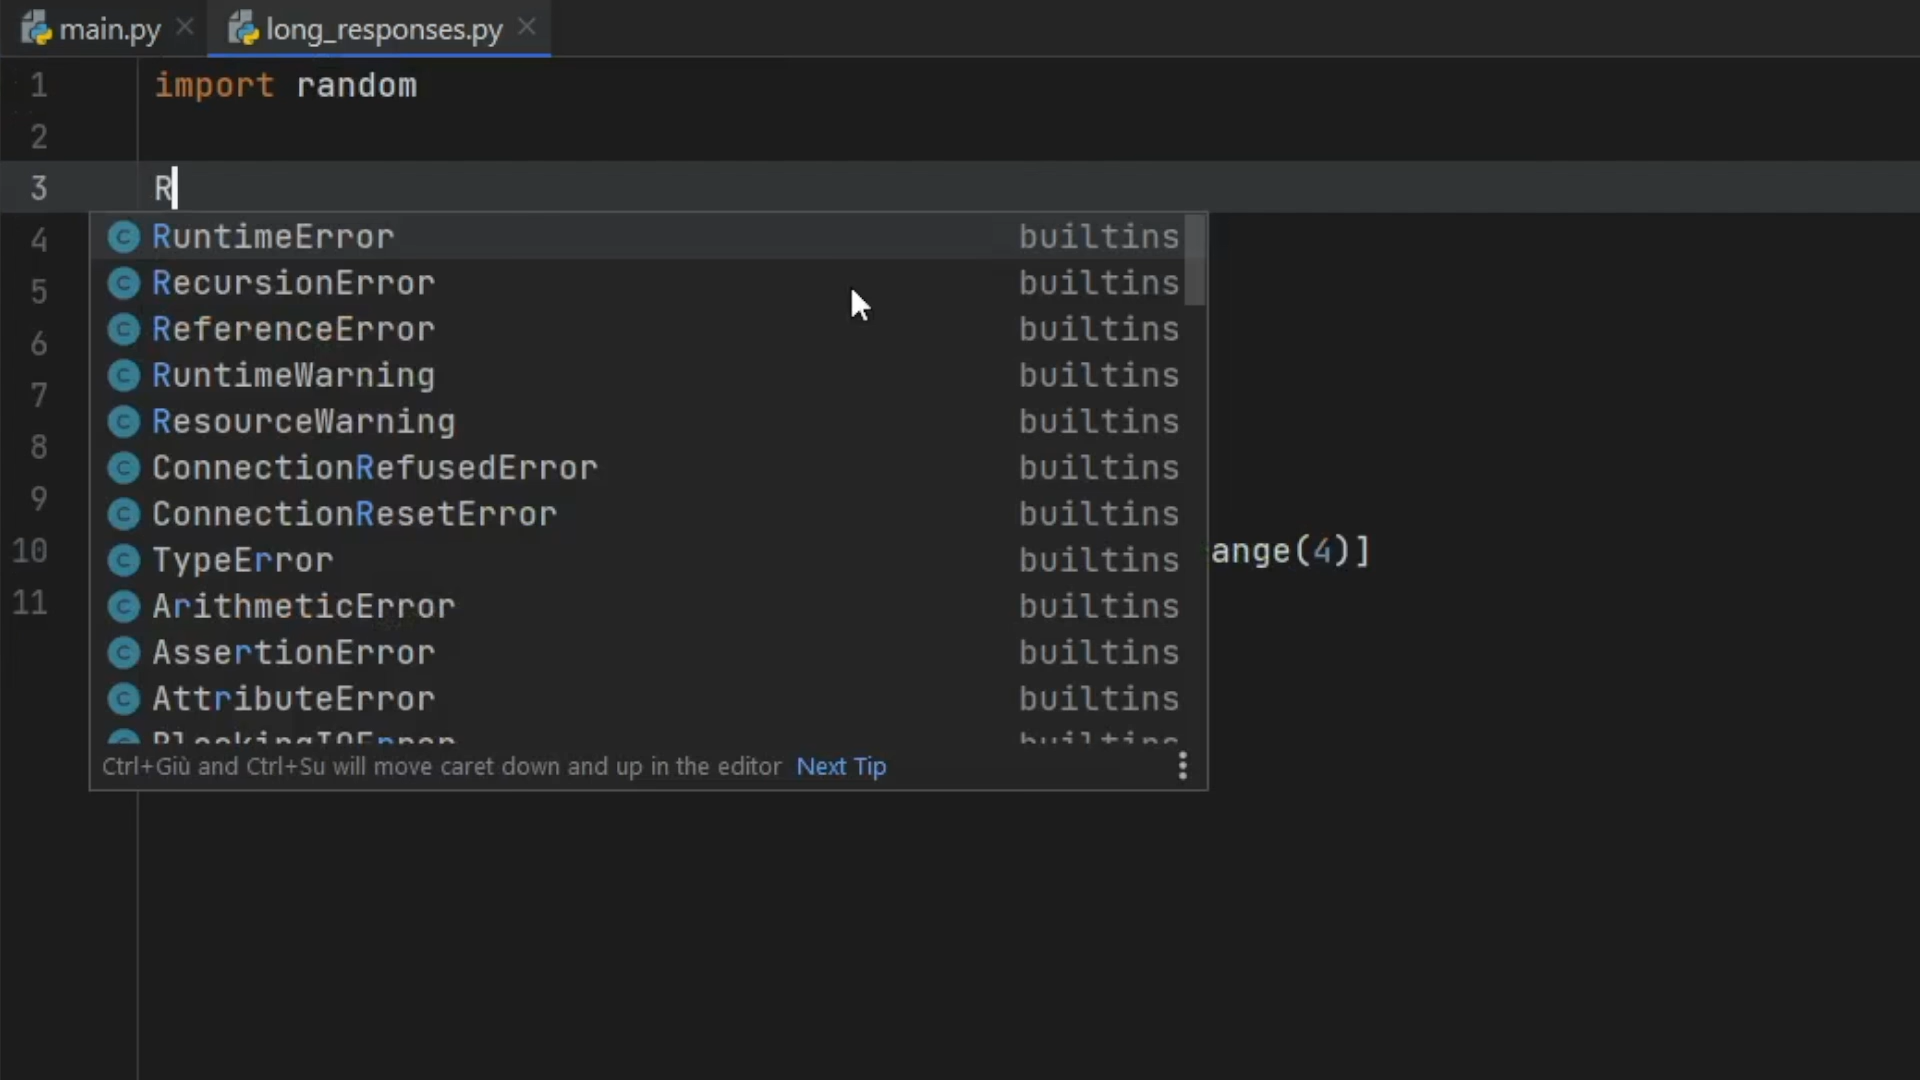 main.py
long_responses.py
1 import random
2
3 R
4
5
6
7
8
9
10 ange(4)]
11
RuntimeError builtins
RecursionError builtins
ReferenceError builtins
RuntimeWarning builtins
ResourceWarning builtins
ConnectionRefusedError builtins
ConnectionResetError builtins
TypeError builtins
ArithmeticError builtins
AssertionError builtins
AttributeError builtins
BlockingIOError builtins
Ctrl+Giù and Ctrl+Su will move caret down and up in the editor Next Tip